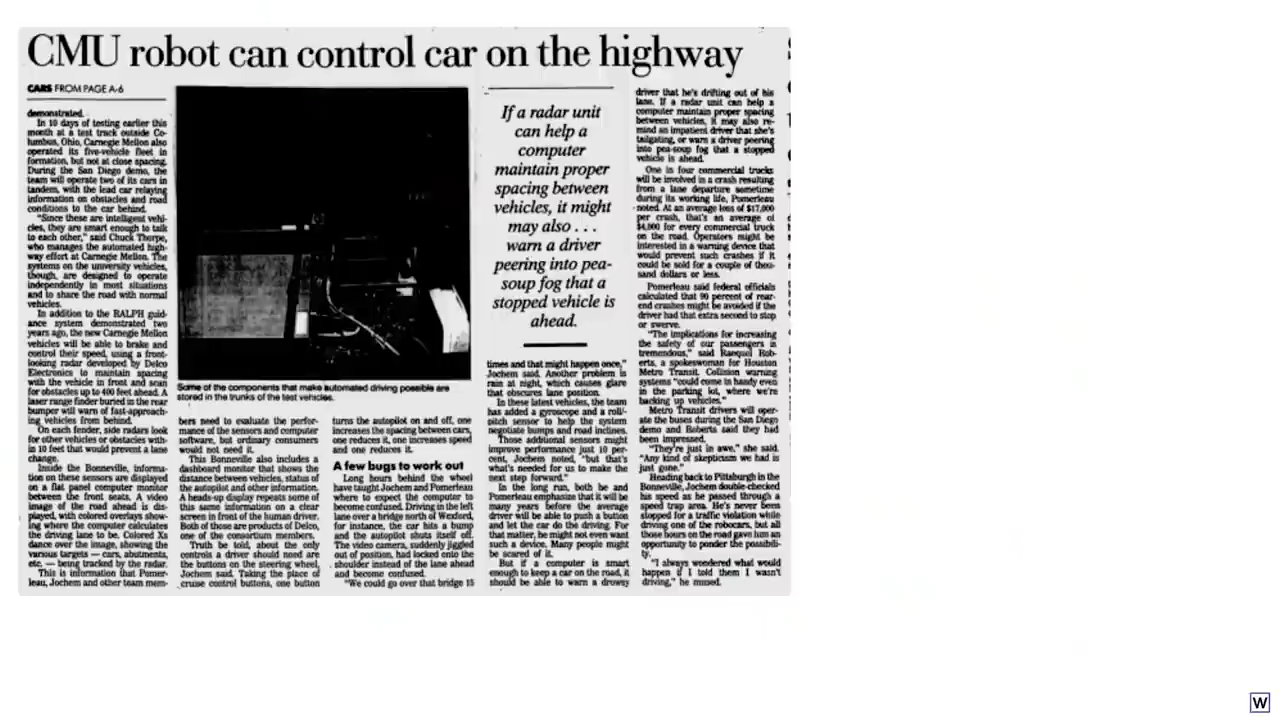 CMU robot can control car on the highway
CARS FROM PAGE A-6
demonstrated.
In 10 days of testing earlier this
month at a test track outside Co-
lumbus, Ohio, Carnegie Mellon also
operated its five-vehicle fleet in
formation, but not at close spacing.
During the San Diego demo, the
team will operate two of its cars in
tandem, with the lead car relaying
information on obstacles and road
conditions to the car behind.
"Since these are intelligent vehi-
cles, they are smart enough to talk
to each other," said Chuck Thorpe,
who manages the automated high-
way effort at Carnegie Mellon. The
systems on the university vehicles,
though, are designed to operate
independently in most situations
and to share the road with normal
vehicles.
In addition to the RALPH guid-
ance system demonstrated two
years ago, the new Carnegie Mellon
vehicles will be able to brake and
control their speed, using a front-
looking radar developed by Delco
Electronics to maintain spacing
with the vehicle in front and scan
for obstacles up to 400 feet ahead. A
laser range finder buried in the rear
bumper will warn of fast-approach-
ing vehicles from behind.
On each fender, side radars look
for other vehicles or obstacles with-
in 10 feet that would prevent a lane
change.
Inside the Bonneville, informa-
tion on these sensors are displayed
on a flat panel computer monitor
between the front seats. A video
image of the road ahead is dis-
played, with colored overlays show-
ing where the computer calculates
the driving lane to be. Colored Xs
dance over the image, showing the
various targets — cars, abutments,
etc. — being tracked by the radar.
This is information that Pomer-
leau, Jochem and other team mem-
Some of the components that make automated driving possible are
stored in the trunks of the test vehicles.
bers need to evaluate the perfor-
mance of the sensors and computer
software, but ordinary consumers
would not need it.
This Bonneville also includes a
dashboard monitor that shows the
distance between vehicles, status of
the autopilot and other information.
A heads-up display repeats some of
this same information on a clear
screen in front of the human driver.
Both of those are products of Delco,
one of the consortium members.
Truth be told, about the only
controls a driver should need are
the buttons on the steering wheel,
Jochem said. Taking the place of
cruise control buttons, one button
turns the autopilot on and off, one
increases the spacing between cars,
one reduces it, one increases speed
and one reduces it.
A few bugs to work out
Long hours behind the wheel
have taught Jochem and Pomerleau
where to expect the computer to
become confused. Driving in the left
lane over a bridge north of Wexford,
for instance, the car hits a bump
and the autopilot shuts itself off.
The video camera, suddenly jiggled
out of position, had locked onto the
shoulder instead of the lane ahead
and become confused.
"We could go over that bridge 15
If a radar unit
can help a
computer
maintain proper
spacing between
vehicles, it might
may also . . .
warn a driver
peering into pea-
soup fog that a
stopped vehicle is
ahead.
times and that might happen once,"
Jochem said. Another problem is
rain at night, which causes glare
that obscures lane position.
In these latest vehicles, the team
has added a gyroscope and a roll/-
pitch sensor to help the system
negotiate bumps and road inclines.
Those additional sensors might
improve performance just 10 per-
cent, Jochem noted, "but that's
what's needed for us to make the
next step forward."
In the long run, both he and
Pomerleau emphasize that it will be
many years before the average
driver will be able to push a button
and let the car do the driving. For
that matter, he might not even want
such a device. Many people might
be scared of it.
But if a computer is smart
enough to keep a car on the road, it
should be able to warn a drowsy
driver that he's drifting out of his
lane. If a radar unit can help a
computer maintain proper spacing
between vehicles, it may also re-
mind an impatient driver that she's
tailgating, or warn a driver peering
into pea-soup fog that a stopped
vehicle is ahead.
One in four commercial trucks
will be involved in a crash resulting
from a lane departure sometime
during its working life, Pomerleau
noted. At an average loss of $17,000
per crash, that's an average of
$4,000 for every commercial truck
on the road. Operators might be
interested in a warning device that
would prevent such crashes if it
could be sold for a couple of thou-
sand dollars or less.
Pomerleau said federal officials
calculated that 90 percent of rear-
end crashes might be avoided if the
driver had that extra second to stop
or swerve.
"The implications for increasing
the safety of our passengers is
tremendous," said Raequel Rob-
erts, a spokeswoman for Houston
Metro Transit. Collision warning
systems "could come in handy even
in the parking lot, where we're
backing up vehicles."
Metro Transit drivers will oper-
ate the buses during the San Diego
demo and Roberts said they had
been impressed.
"They're just in awe," she said.
"Any kind of skepticism we had is
just gone."
Heading back to Pittsburgh in the
Bonneville, Jochem double-checked
his speed as he passed through a
speed trap area. He's never been
stopped for a traffic violation while
driving one of the robocars, but all
those hours on the road gave him an
opportunity to ponder the possibili-
ty.
"I always wondered what would
happen if I told them I wasn't
driving," he mused.
W